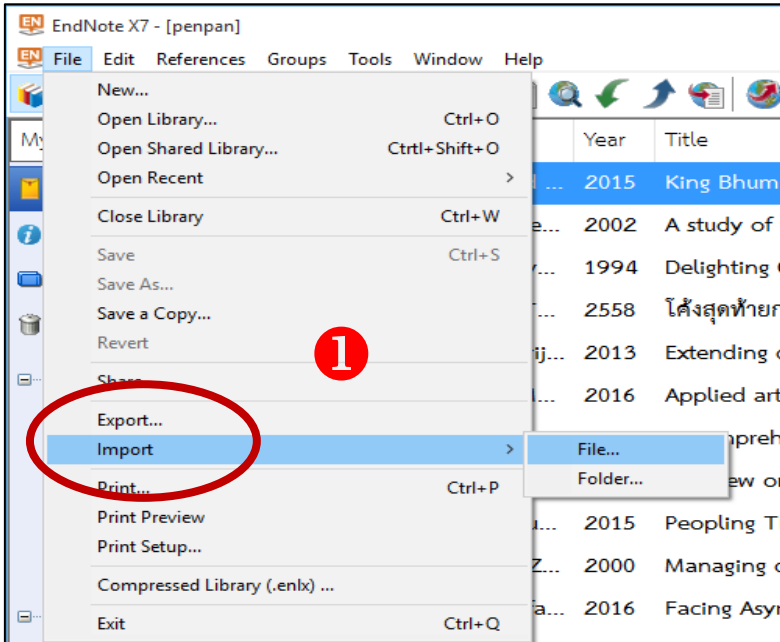 EndNote X7 - [penpan]
File Edit References Groups Tools Window Help
New...
Open Library... Ctrl+O
Open Shared Library... Ctrtl+Shift+O
Open Recent >
Close Library Ctrl+W
Save Ctrl+S
Save As...
Save a Copy...
Revert
Share...
Export...
Import >
File...
Folder...
Print... Ctrl+P
Print Preview
Print Setup...
Compressed Library (.enlx) ...
Exit Ctrl+Q
1
Year Title
2015 King Bhum
2002 A study of
1994 Delighting
2558 โค้งสุดท้าย
2013 Extending
2016 Applied art
2015 Peopling T
2000 Managing
2016 Facing Asy